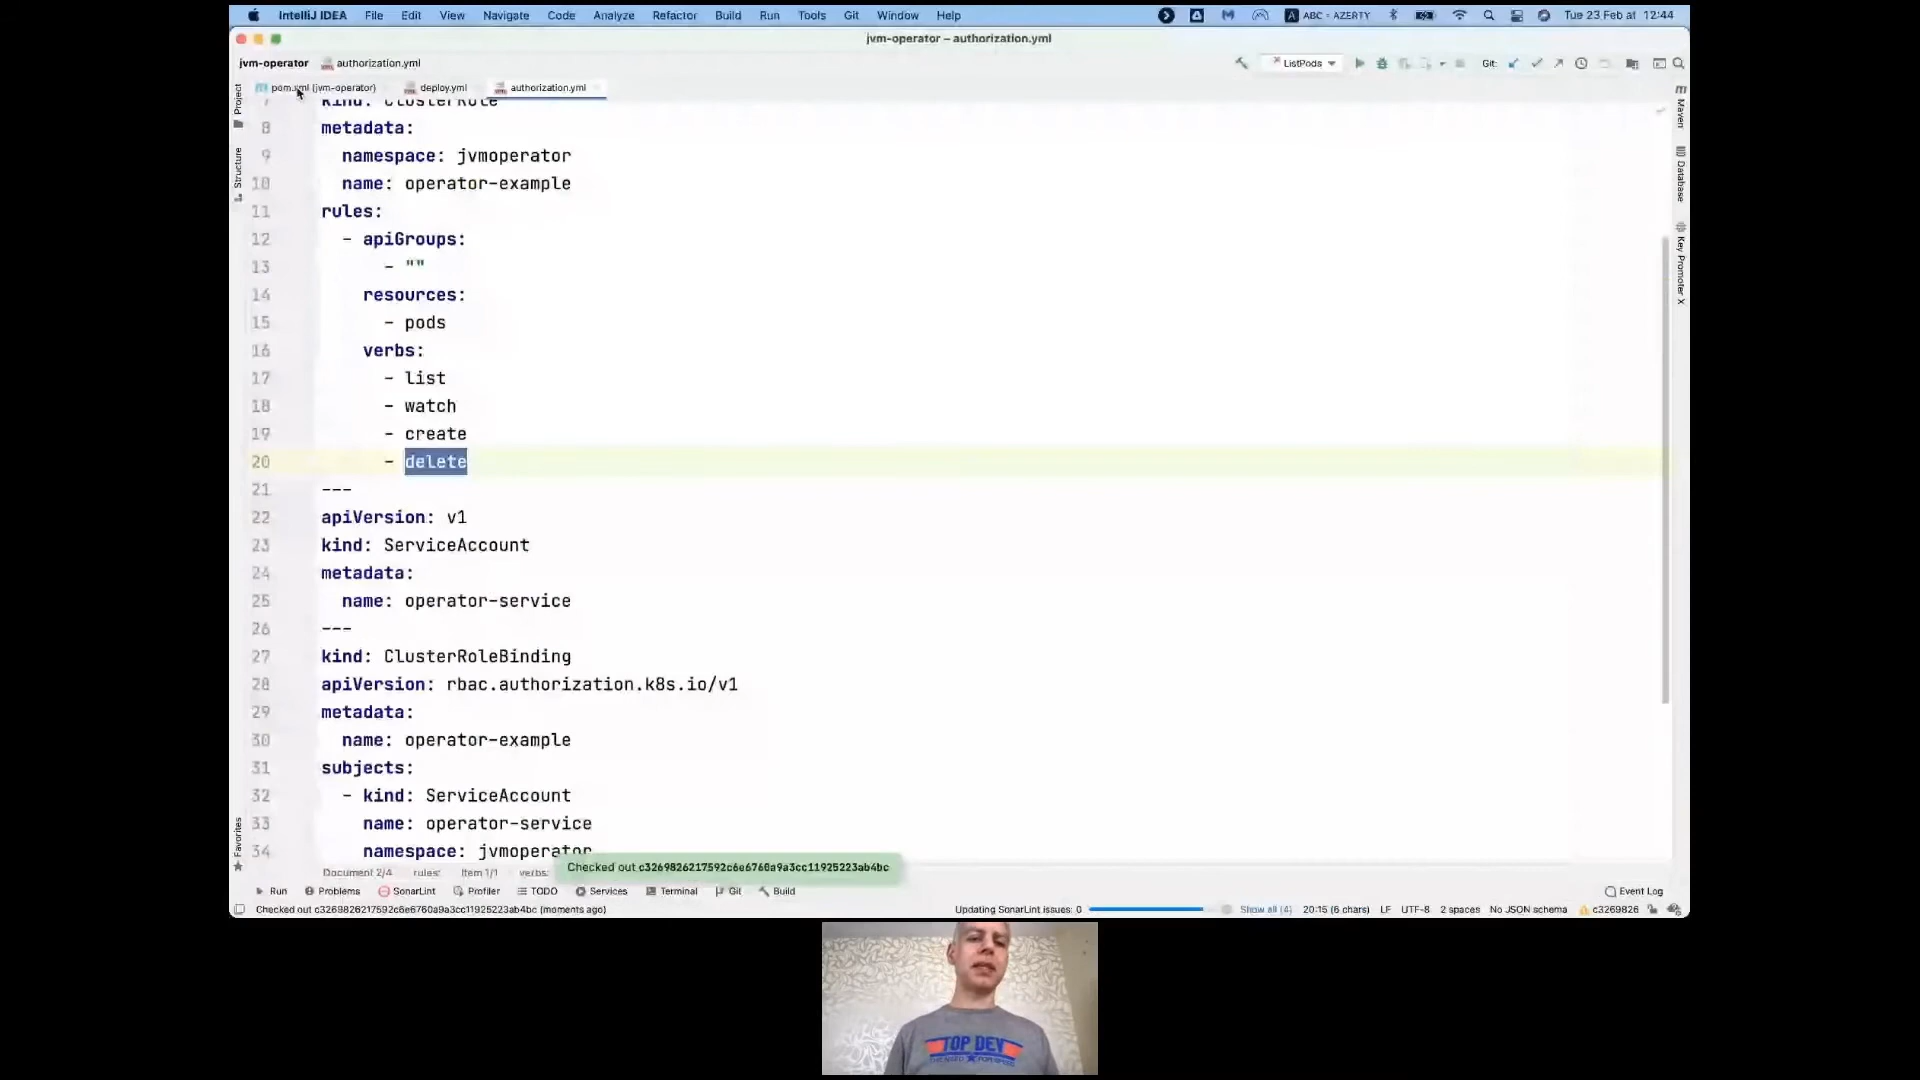 IntelliJ IDEA File Edit View Navigate Code Analyze Refactor Build Run Tools Git Window Help ABC – AZERTY Tue 23 Feb at 12:44
jvm-operator – authorization.yml
jvm-operator authorization.yml ListPods Git:
pom.xml (jvm-operator) deploy.yml authorization.yml
Project
Structure
Favorites
Maven
Database
Key Promoter X
7 kind: ClusterRole
8 metadata:
9 namespace: jvmoperator
10 name: operator-example
11 rules:
12 - apiGroups:
13 - ""
14 resources:
15 - pods
16 verbs:
17 - list
18 - watch
19 - create
20 - delete
21 ---
22 apiVersion: v1
23 kind: ServiceAccount
24 metadata:
25 name: operator-service
26 ---
27 kind: ClusterRoleBinding
28 apiVersion: rbac.authorization.k8s.io/v1
29 metadata:
30 name: operator-example
31 subjects:
32 - kind: ServiceAccount
33 name: operator-service
34 namespace: jvmoperator
Checked out c3269826217592c6e6760a9a3cc11925223ab4bc
Document 2/4 rules: Item 1/1 verbs:
Run Problems SonarLint Profiler TODO Services Terminal Git Build Event Log
Checked out c3269826217592c6e6760a9a3cc11925223ab4bc (moments ago) Updating SonarLint issues: 0 Show all (4) 20:15 (6 chars) LF UTF-8 2 spaces No JSON schema c3269826
TOP DEV